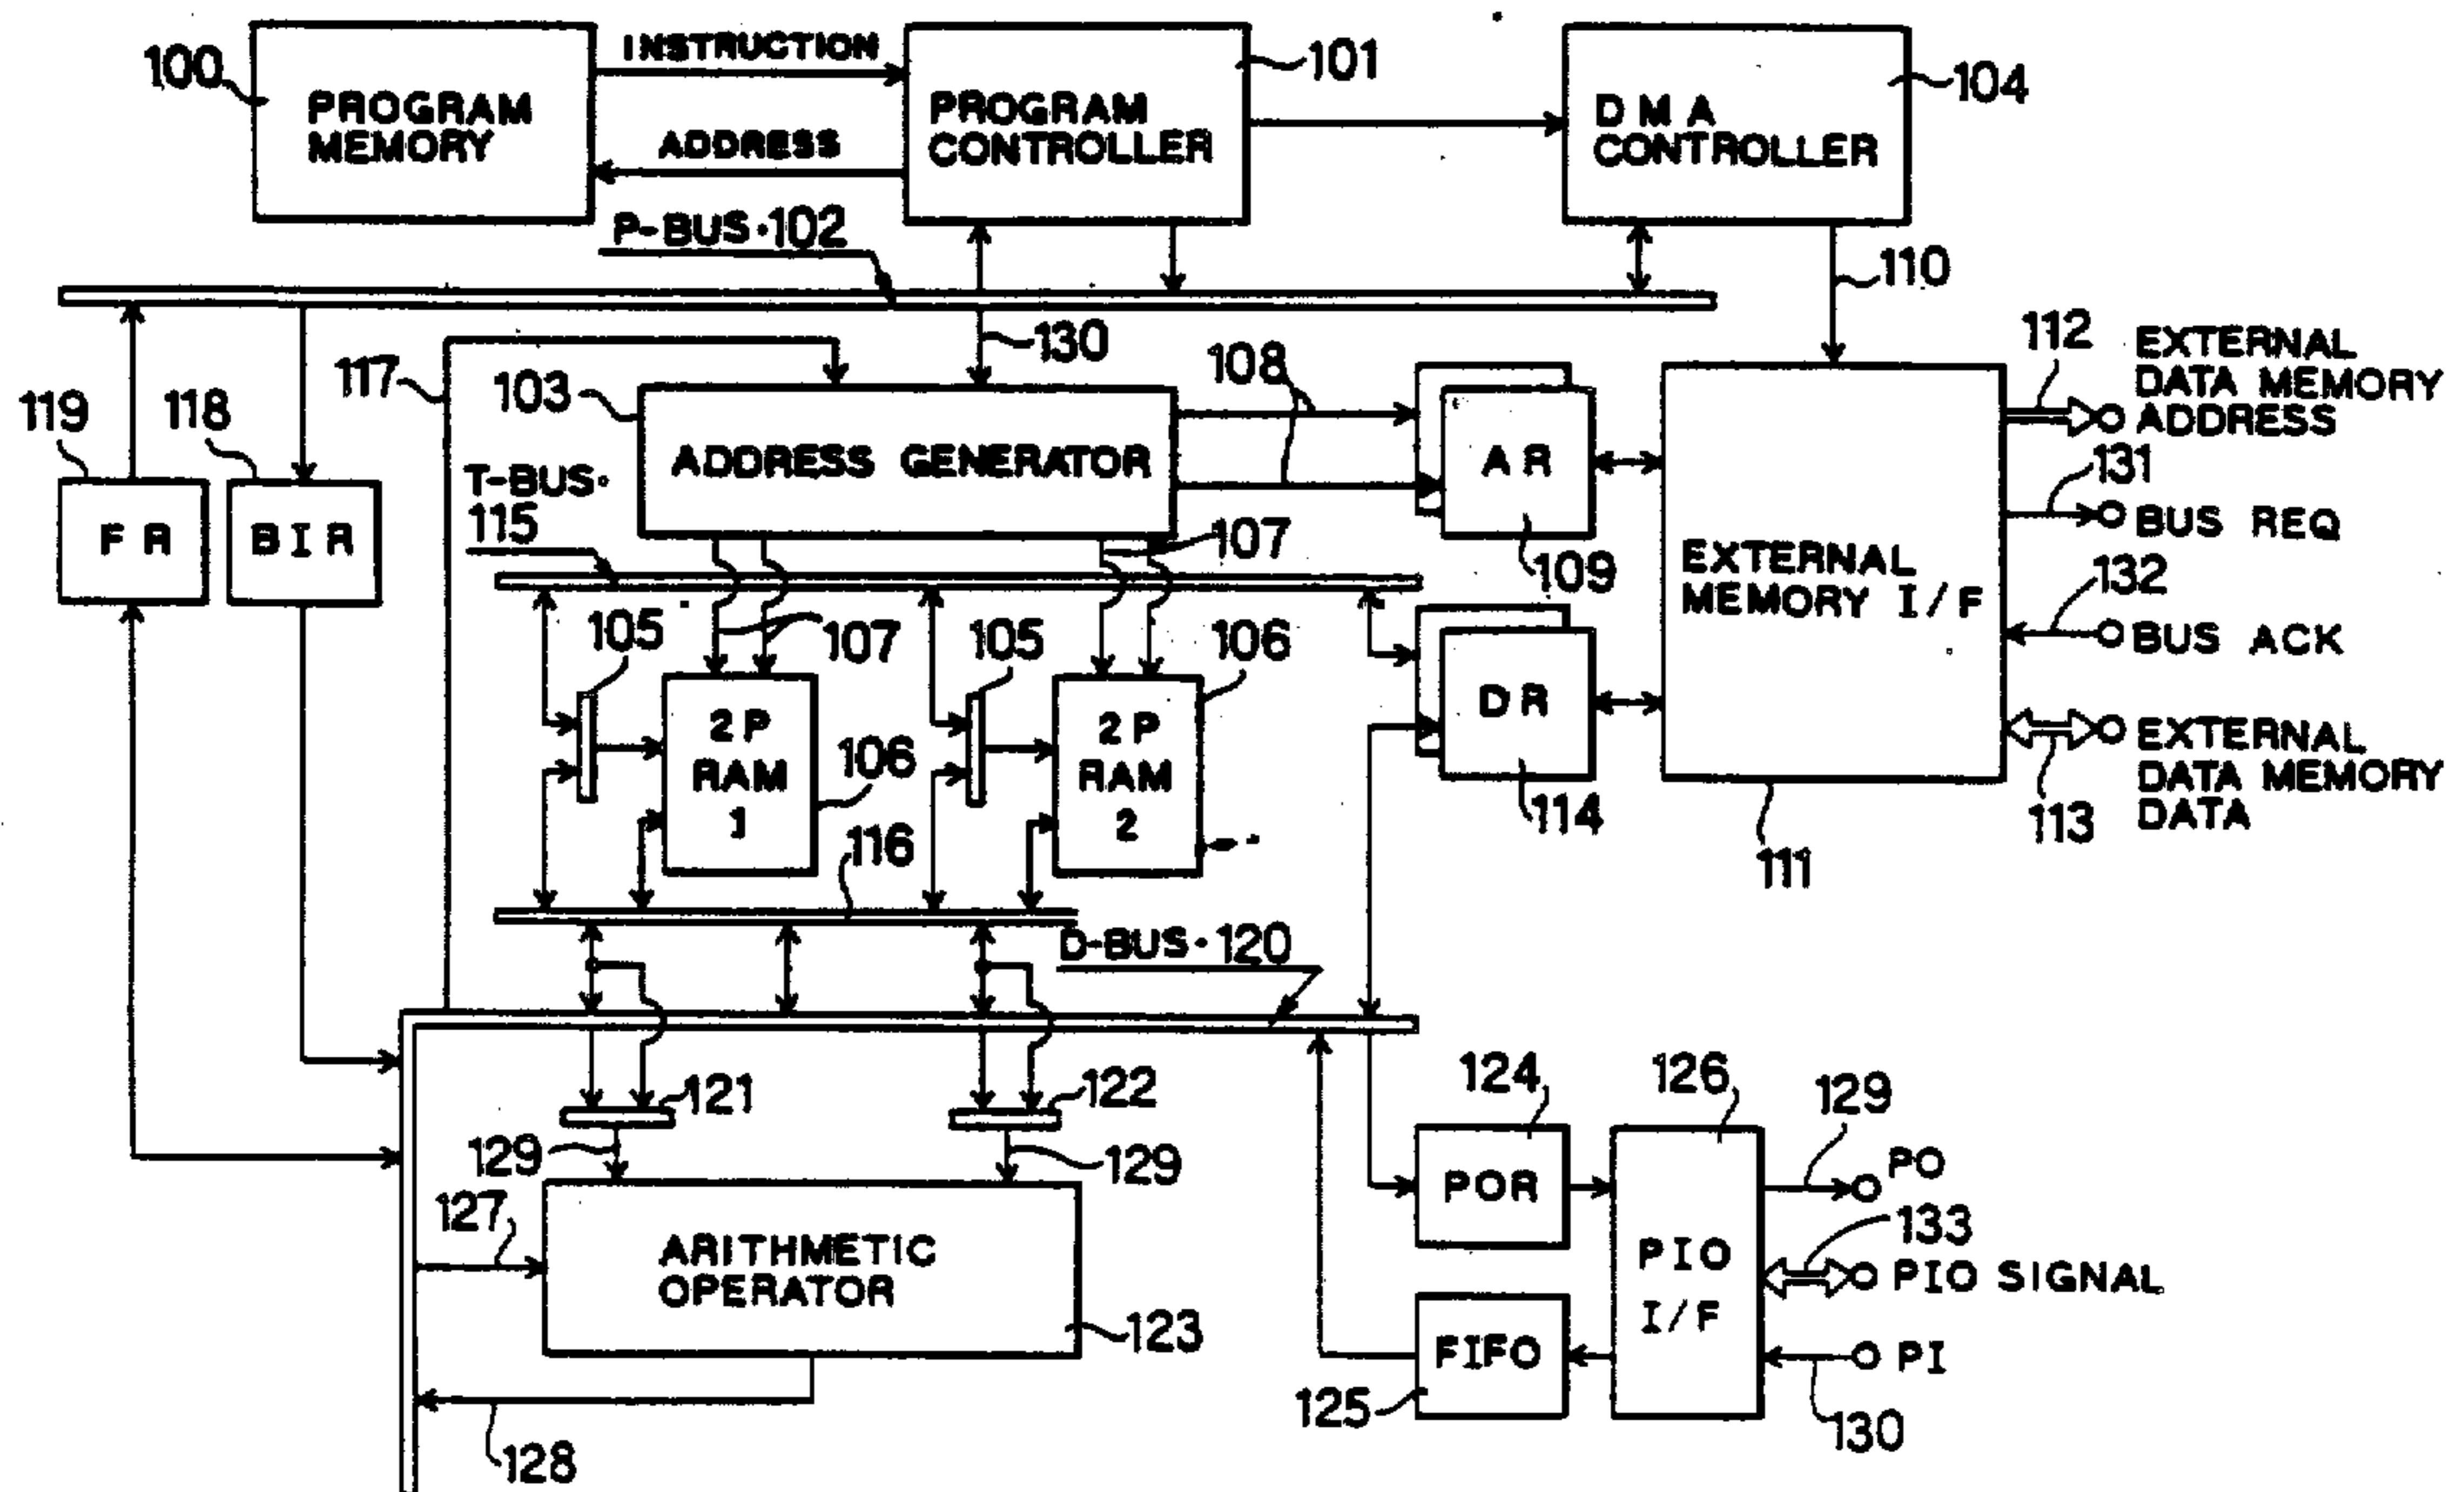 100
PROGRAM
MEMORY
INSTRUCTION
ADDRESS
PROGRAM
CONTROLLER
101
DMA
CONTROLLER
104
P-BUS·102
110
130
117
103
108
119
118
FR
BIR
ADDRESS GENERATOR
T-BUS·
115
107
AR
109
EXTERNAL
MEMORY I/F
111
112
EXTERNAL
DATA MEMORY
ADDRESS
131
BUS REQ
132
BUS ACK
EXTERNAL
DATA MEMORY
DATA
113
105
107
105
106
2P
RAM
1
106
2P
RAM
2
DR
114
116
D-BUS·120
121
122
129
129
127
ARITHMETIC
OPERATOR
123
128
124
POR
126
PIO
I/F
129
PO
133
PIO SIGNAL
FIFO
125
PI
130